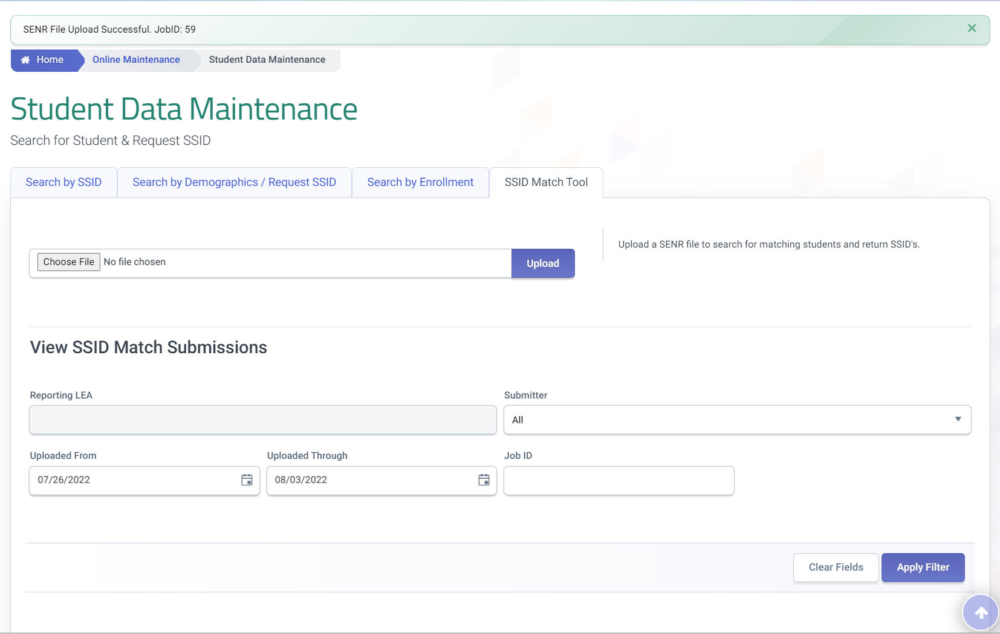 SENR File Upload Successful. JobID: 59
Home
Online Maintenance
Student Data Maintenance
Student Data Maintenance
Search for Student & Request SSID
Search by SSID
Search by Demographics / Request SSID
Search by Enrollment
SSID Match Tool
Choose File No file chosen
Upload
Upload a SENR file to search for matching students and return SSID's.
View SSID Match Submissions
Reporting LEA
Submitter
All
Uploaded From
Uploaded Through
Job ID
07/26/2022
08/03/2022
Clear Fields
Apply Filter